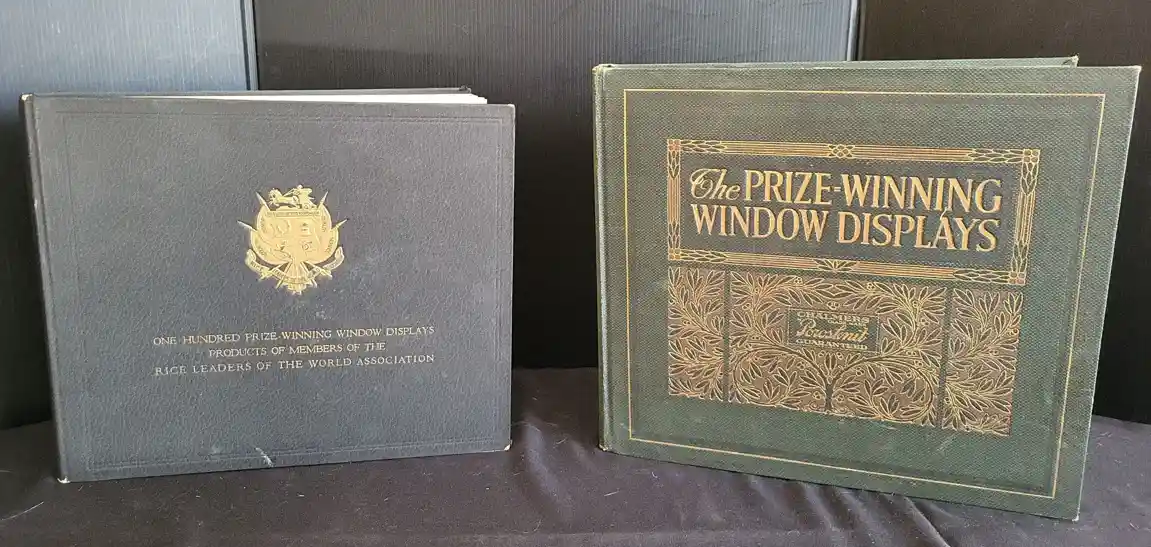 ONE HUNDRED PRIZE-WINNING WINDOW DISPLAYS
PRODUCTS OF MEMBERS OF THE
RICE LEADERS OF THE WORLD ASSOCIATION
The PRIZE-WINNING
WINDOW DISPLAYS
CHALMERS
Porosknit
GUARANTEED